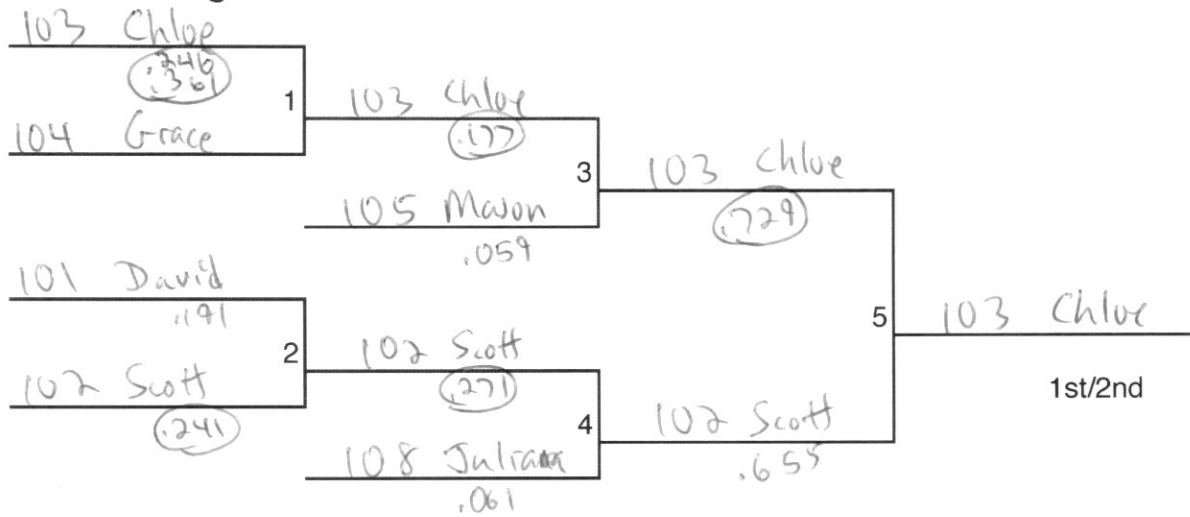 103 Chloe
.246
.361
1
104 Grace
103 Chloe
.177
3
105 Mason
.059
103 Chloe
.729
101 David
.191
2
102 Scott
.241
102 Scott
.271
4
108 Juliana
.061
102 Scott
.655
5
103 Chloe
1st/2nd